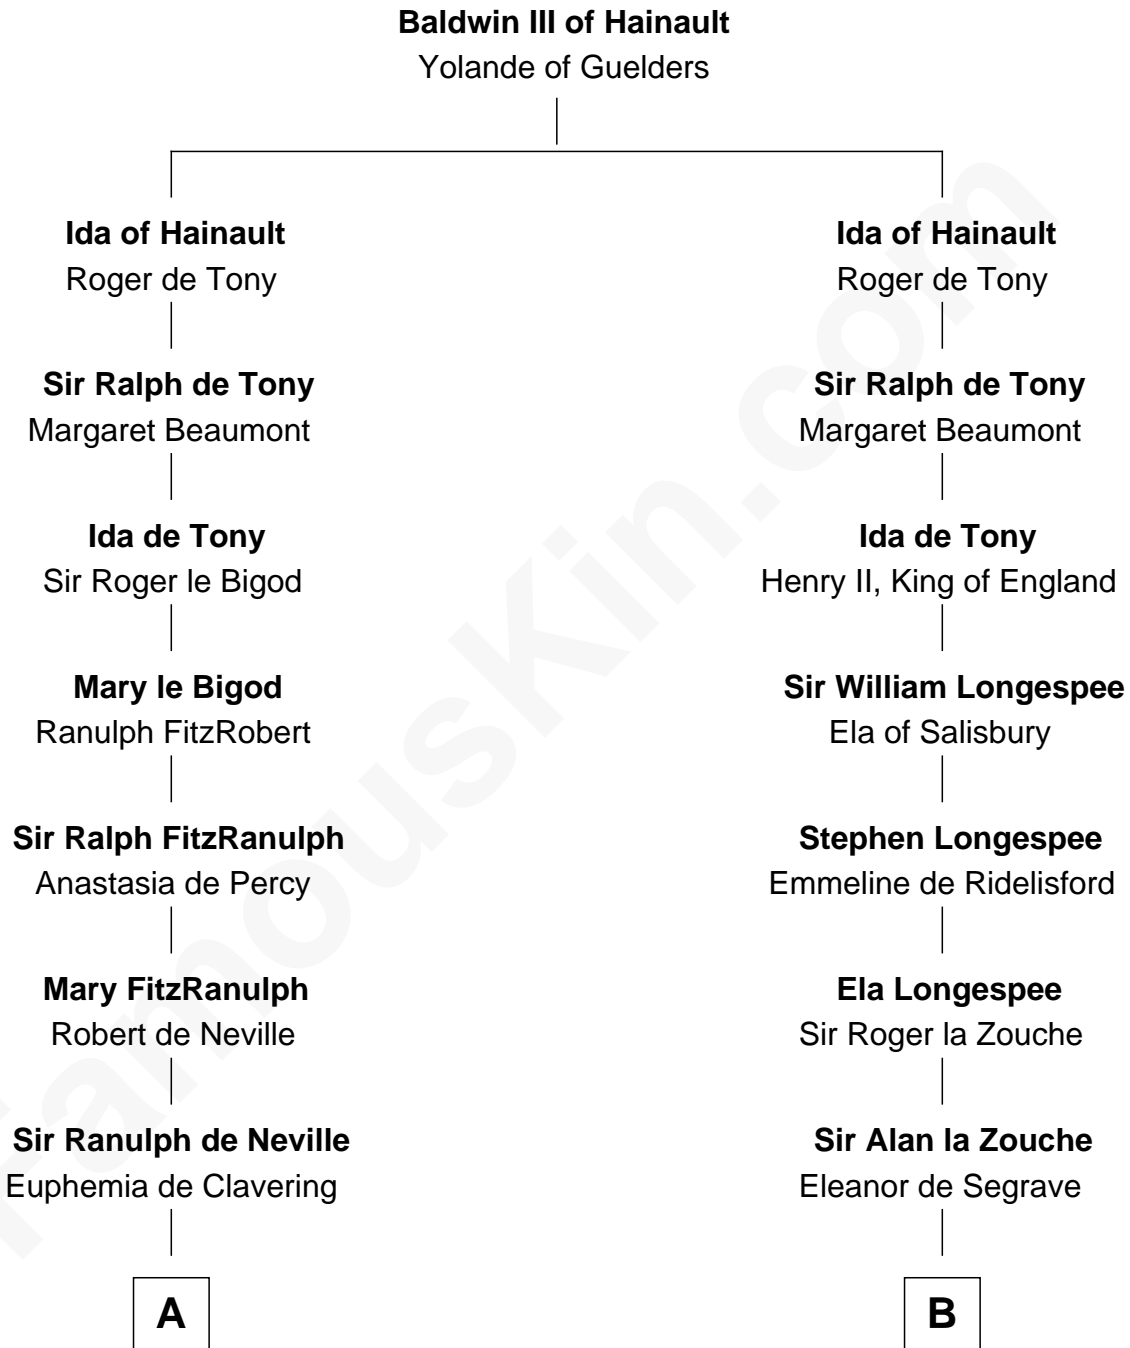 Baldwin III of Hainault
Yolande of Guelders
Ida of Hainault
Roger de Tony
Sir Ralph de Tony
Margaret Beaumont
Ida de Tony
Sir Roger le Bigod
Mary le Bigod
Ranulph FitzRobert
Sir Ralph FitzRanulph
Anastasia de Percy
Mary FitzRanulph
Robert de Neville
Sir Ranulph de Neville
Euphemia de Clavering
A
Ida of Hainault
Roger de Tony
Sir Ralph de Tony
Margaret Beaumont
Ida de Tony
Henry II, King of England
Sir William Longespee
Ela of Salisbury
Stephen Longespee
Emmeline de Ridelisford
Ela Longespee
Sir Roger la Zouche
Sir Alan la Zouche
Eleanor de Segrave
B
FamousKin.com